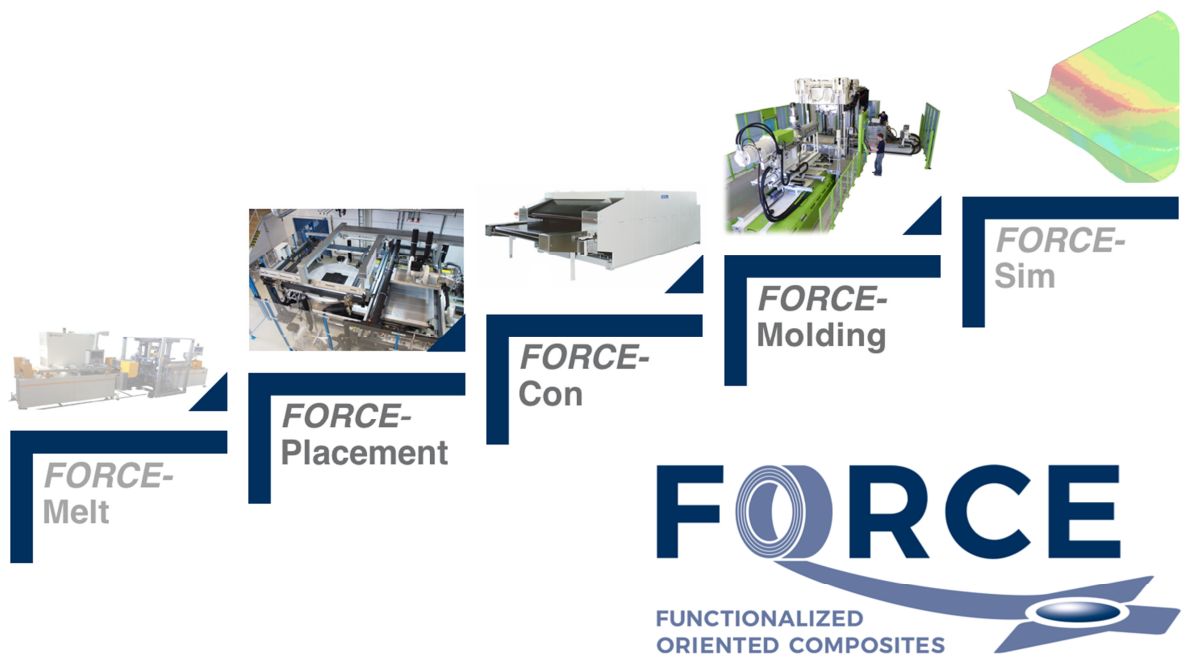 FORCE-
Melt
FORCE-
Placement
FORCE-
Con
FORCE-
Molding
FORCE-
Sim
FORCE
FUNCTIONALIZED
ORIENTED COMPOSITES